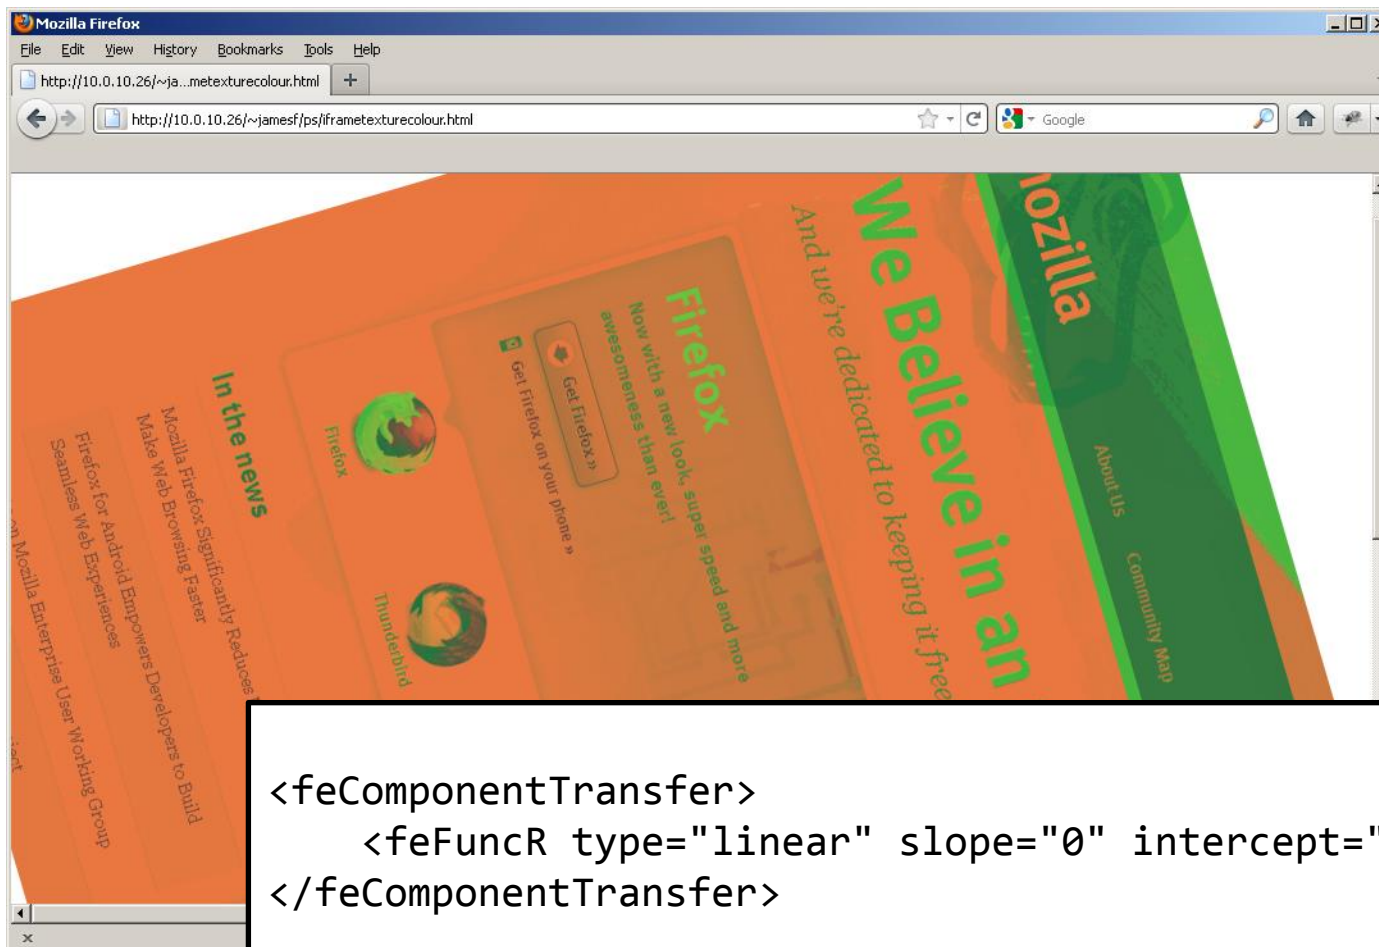 Mozilla Firefox
File Edit View History Bookmarks Tools Help
http://10.0.10.26/~ja...metexturecolour.html +
http://10.0.10.26/~jamesf/ps/iframetexturecolour.html Google
mozilla
About Us Community Map
We Believe in an
And we're dedicated to keeping it free
Firefox
Now with a new look, super speed and more
awesomeness than ever!
Get Firefox »
Get Firefox on your phone »
Firefox
Thunderbird
In the news
Mozilla Firefox Significantly Reduces
Make Web Browsing Faster
Firefox for Android Empowers Developers to Build
Seamless Web Experiences
on Mozilla Enterprise User Working Group
<feComponentTransfer>
<feFuncR type="linear" slope="0" intercept="
</feComponentTransfer>